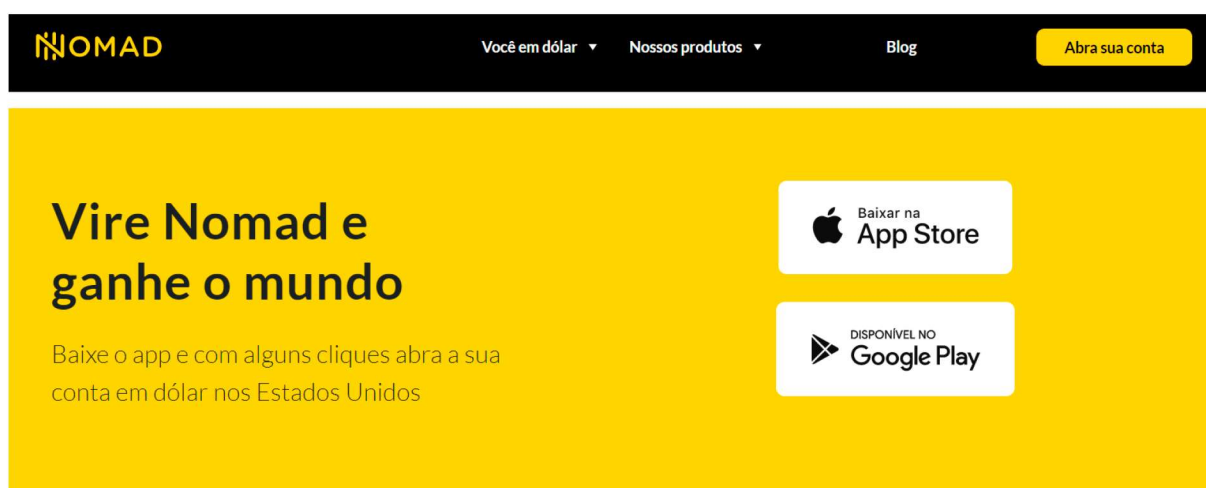 NOMAD
Você em dólar ▼
Nossos produtos ▼
Blog
Abra sua conta
Vire Nomad e
ganhe o mundo
Baixe o app e com alguns cliques abra a sua
conta em dólar nos Estados Unidos
Baixar na
App Store
DISPONÍVEL NO
Google Play